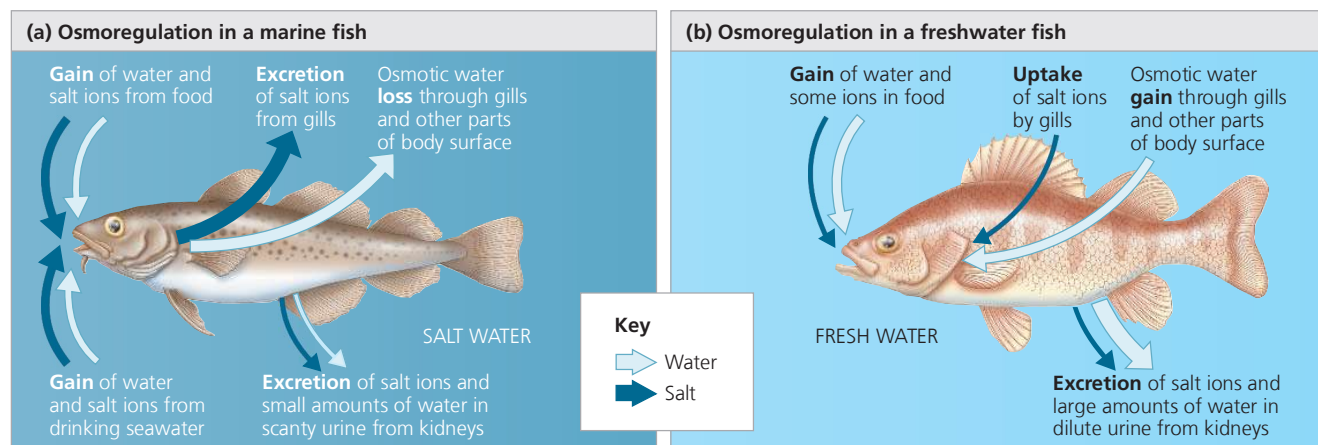 (a) Osmoregulation in a marine fish
Gain of water and
salt ions from food
Excretion
of salt ions
from gills
Osmotic water
loss through gills
and other parts
of body surface
SALT WATER
Gain of water
and salt ions from
drinking seawater
Excretion of salt ions and
small amounts of water in
scanty urine from kidneys
Key
Water
Salt
(b) Osmoregulation in a freshwater fish
Gain of water and
some ions in food
Uptake
of salt ions
by gills
Osmotic water
gain through gills
and other parts
of body surface
FRESH WATER
Excretion of salt ions and
large amounts of water in
dilute urine from kidneys